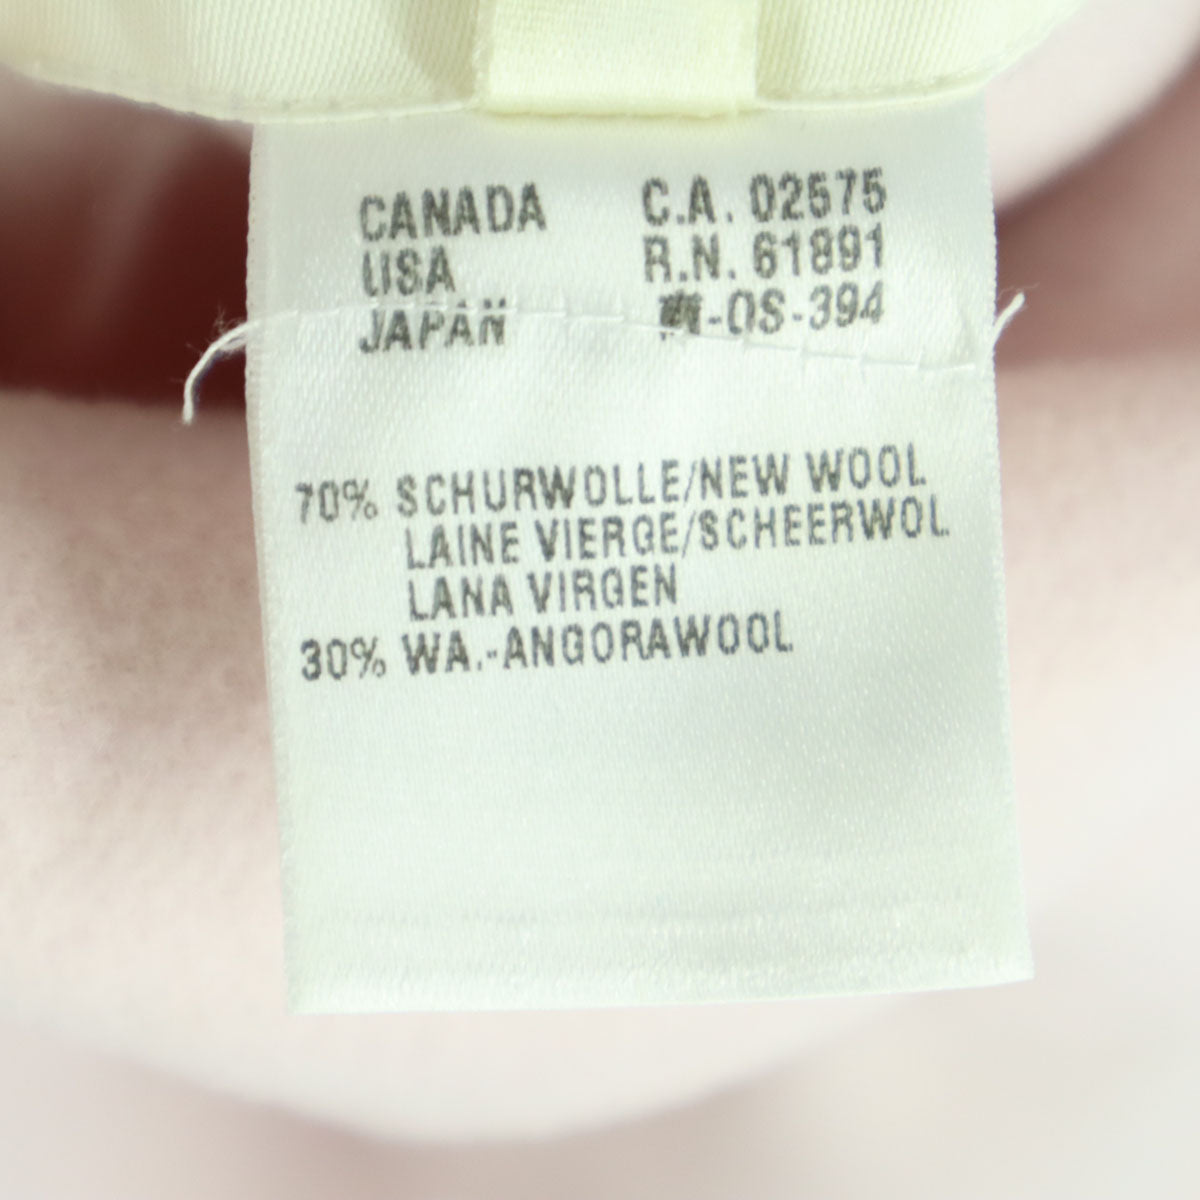 CANADA C.A. 02575
USA R.N. 61891
JAPAN -OS-394
70% SCHURWOLLE/NEW WOOL
LAINE VIERGE/SCHEERWOL
LANA VIRGEN
30% WA.-ANGORAWOOL